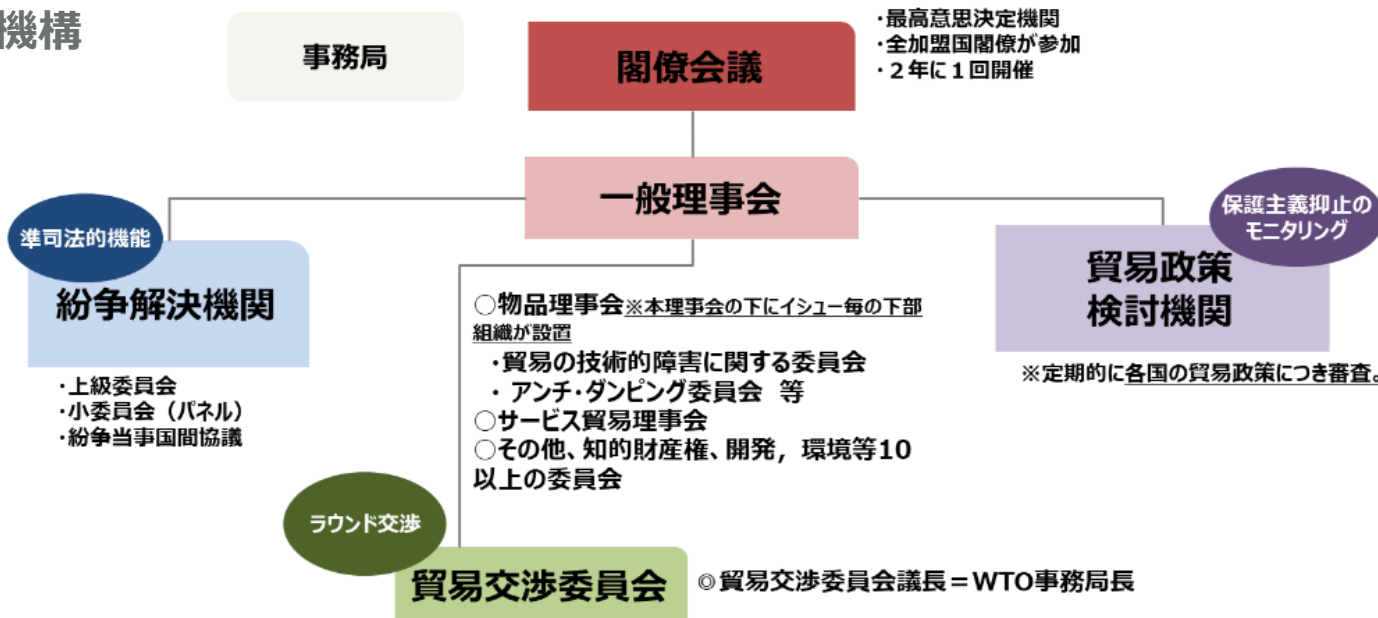 機構
事務局
閣僚会議
・最高意思決定機関
・全加盟国閣僚が参加
・２年に１回開催
一般理事会
準司法的機能
紛争解決機関
・上級委員会
・小委員会（パネル）
・紛争当事国間協議
保護主義抑止の
モニタリング
貿易政策
検討機関
※定期的に各国の貿易政策につき審査。
○物品理事会※本理事会の下にイシュー毎の下部
組織が設置
・貿易の技術的障害に関する委員会
・ アンチ・ダンピング委員会 等
○サービス貿易理事会
○その他、知的財産権、開発，環境等10
以上の委員会
ラウンド交渉
貿易交渉委員会
◎貿易交渉委員会議長＝WTO事務局長